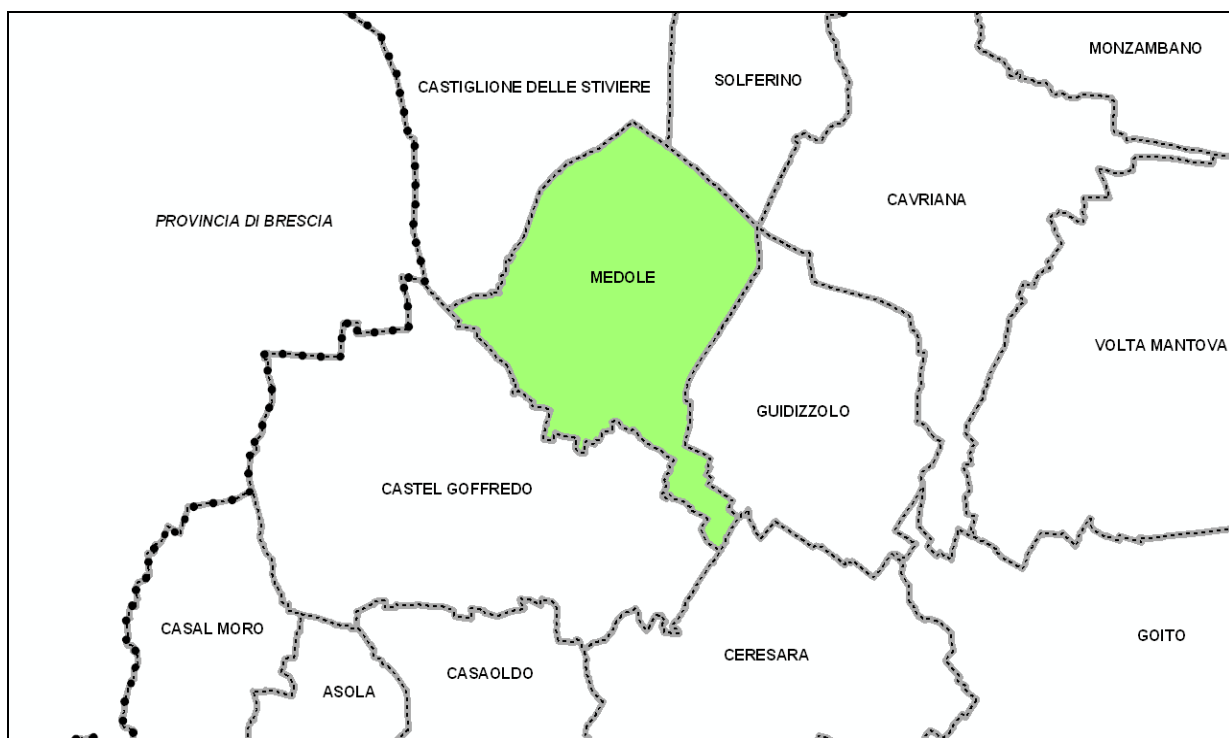 MONZAMBANO
SOLFERINO
CASTIGLIONE DELLE STIVIERE
CAVRIANA
PROVINCIA DI BRESCIA
MEDOLE
VOLTA MANTOVA
GUIDIZZOLO
CASTEL GOFFREDO
CASAL MORO
GOITO
CERESARA
CASAOLDO
ASOLA